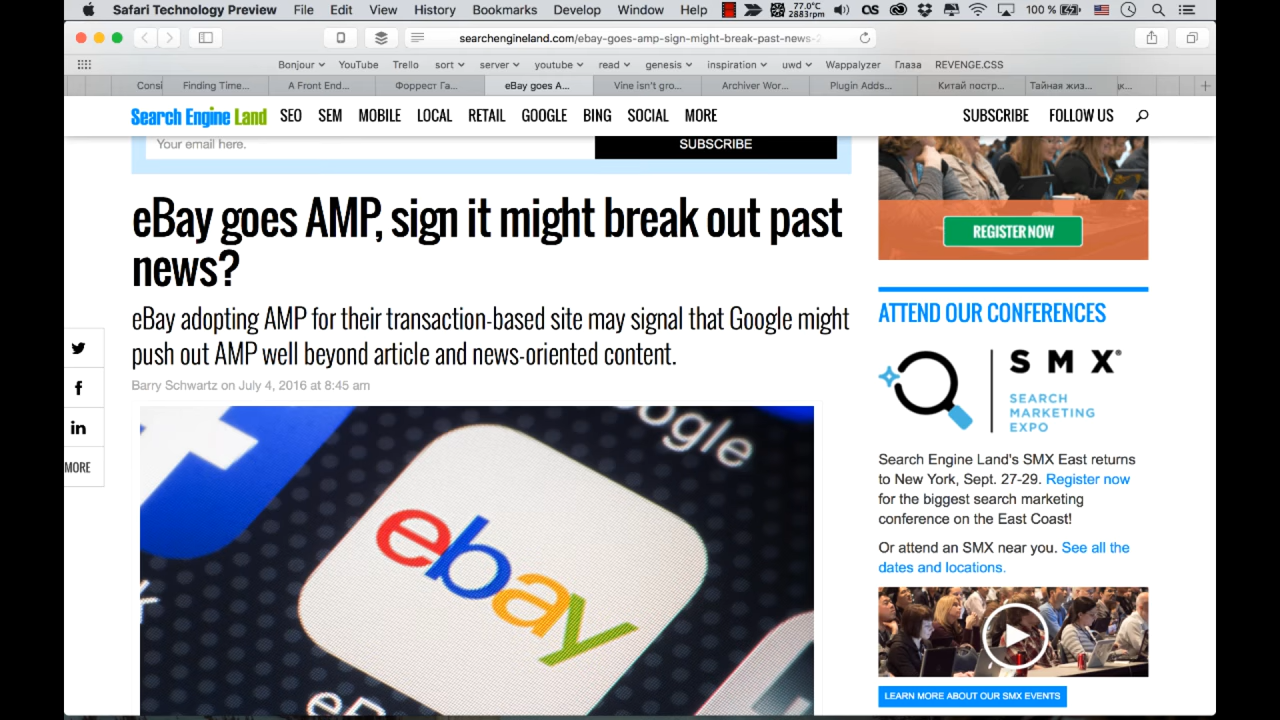 Safari Technology Preview File Edit View History Bookmarks Develop Window Help 77.0°C 2883rpm 100 %
searchengineland.com/ebay-goes-amp-sign-might-break-past-news-2
Bonjour YouTube Trello sort server youtube read genesis inspiration uwd Wappalyzer Глаза REVENGE.CSS
Consi Finding Time... A Front End... Форрест Га... eBay goes A... Vine isn't gro... Archiver Wor... Plugin Adds... Китай постр... Тайная жиз...
Search Engine Land SEO SEM MOBILE LOCAL RETAIL GOOGLE BING SOCIAL MORE SUBSCRIBE FOLLOW US
Your email here. SUBSCRIBE
eBay goes AMP, sign it might break out past
news?
eBay adopting AMP for their transaction-based site may signal that Google might
push out AMP well beyond article and news-oriented content.
Barry Schwartz on July 4, 2016 at 8:45 am
MORE
ogle
ebay
REGISTER NOW
ATTEND OUR CONFERENCES
SMX®
SEARCH
MARKETING
EXPO
Search Engine Land's SMX East returns
to New York, Sept. 27-29. Register now
for the biggest search marketing
conference on the East Coast!
Or attend an SMX near you. See all the
dates and locations.
LEARN MORE ABOUT OUR SMX EVENTS